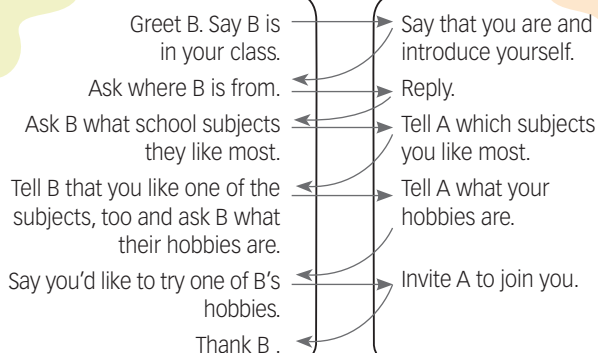 Greet B. Say B is
in your class.
Say that you are and
introduce yourself.
Ask where B is from.
Reply.
Ask B what school subjects
they like most.
Tell A which subjects
you like most.
Tell B that you like one of the
subjects, too and ask B what
their hobbies are.
Tell A what your
hobbies are.
Say you'd like to try one of B's
hobbies.
Invite A to join you.
Thank B .